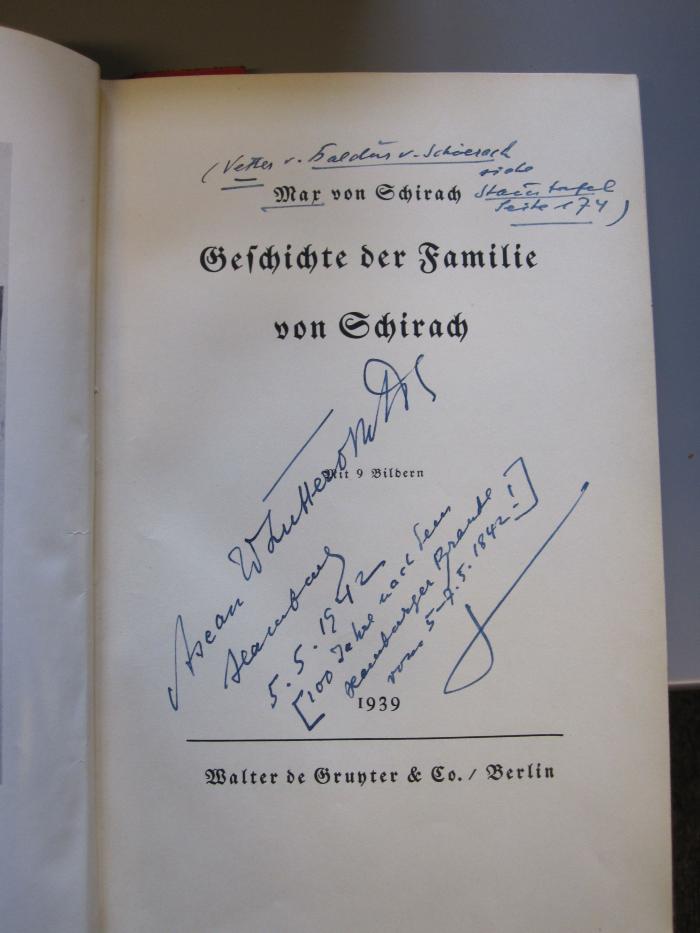 (Vetter v. Baldur v. Schirach
siehe
Max von Schirach
Stammtafel
Seite 174)
Geschichte der Familie
von Schirach
Mit 9 Bildern
Ascan W
Hamburg
5.5.1942
[100 Jahre nach dem
Hamburger Brande
vom 5-7.5.1842!]
1939
Walter de Gruyter & Co. / Berlin